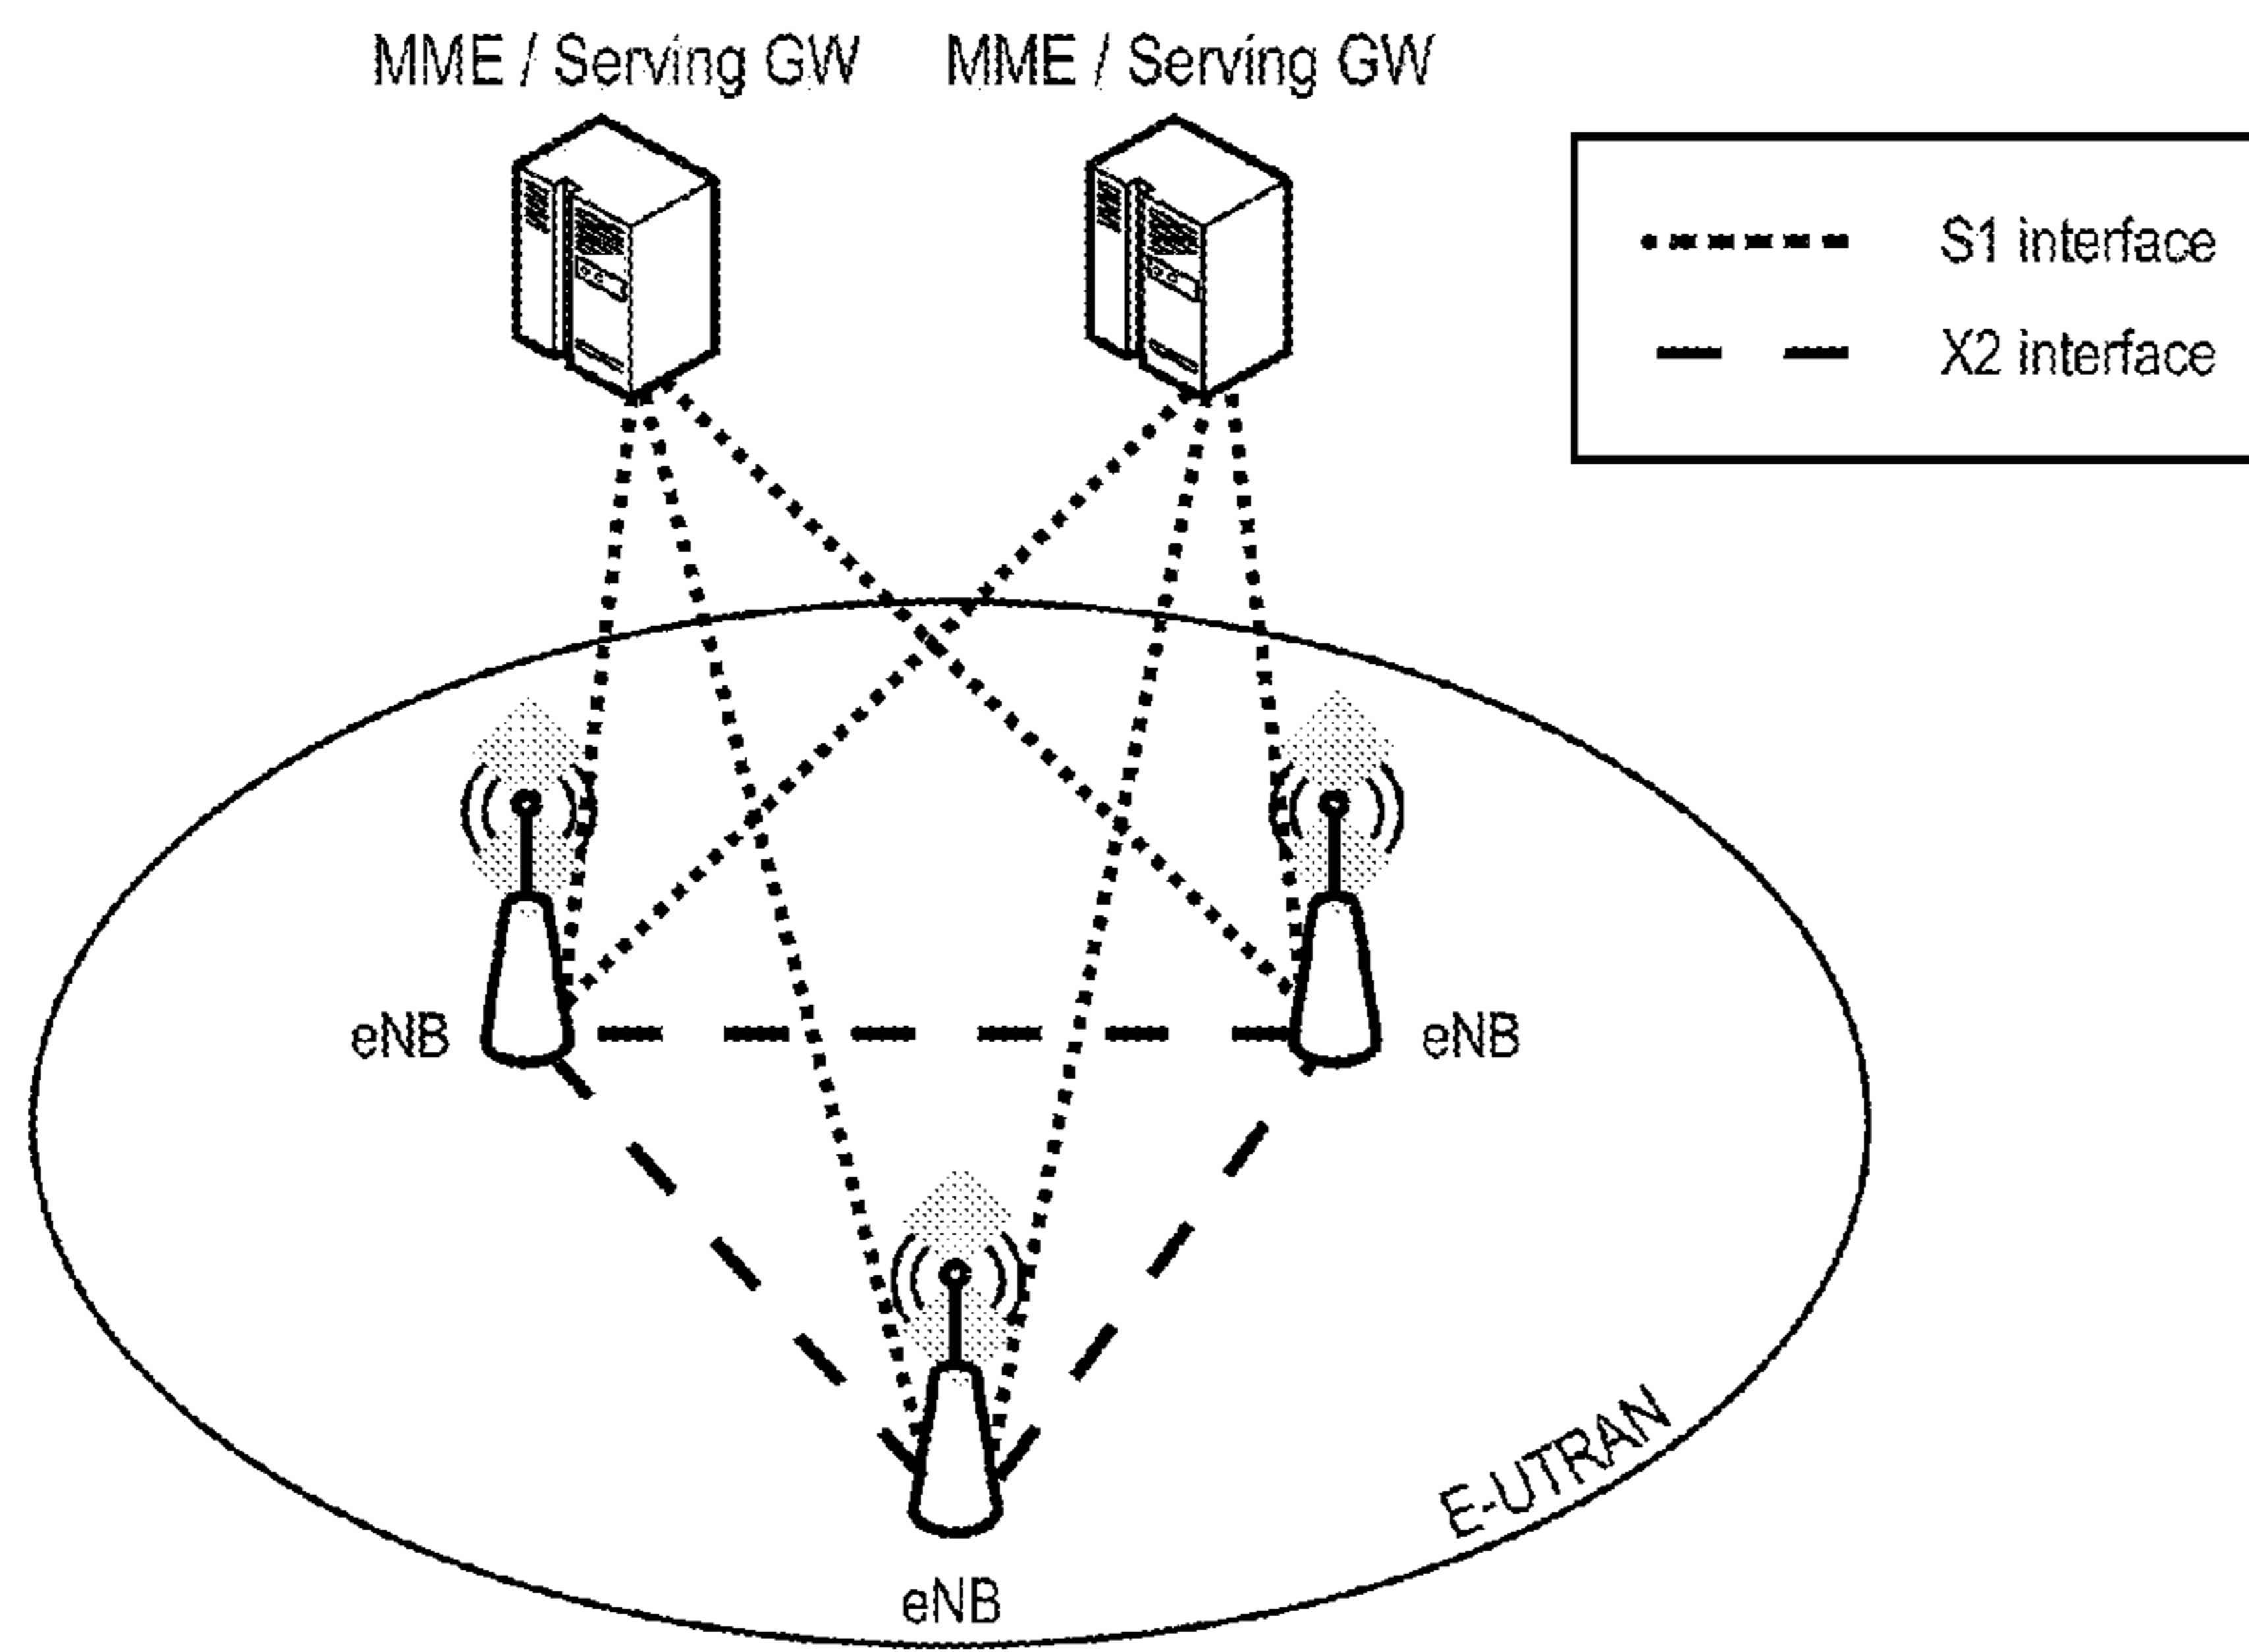 MME / Serving GW
MME / Serving GW
S1 interface
X2 interface
eNB
eNB
eNB
E-UTRAN